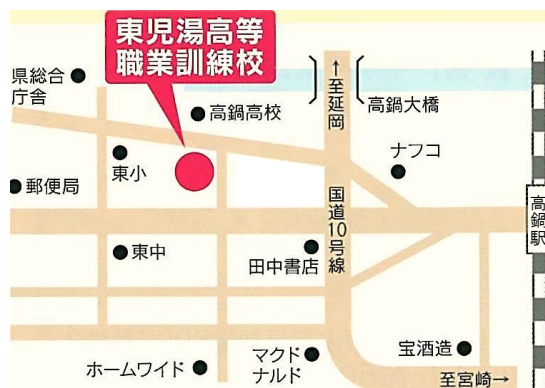 東児湯高等
職業訓練校
県総合
庁舎
高鍋高校
↑至延岡
高鍋大橋
ナフコ
東小
郵便局
国道10号線
高鍋駅
東中
田中書店
ホームワイド
マクド
ナルド
宝酒造
至宮崎→